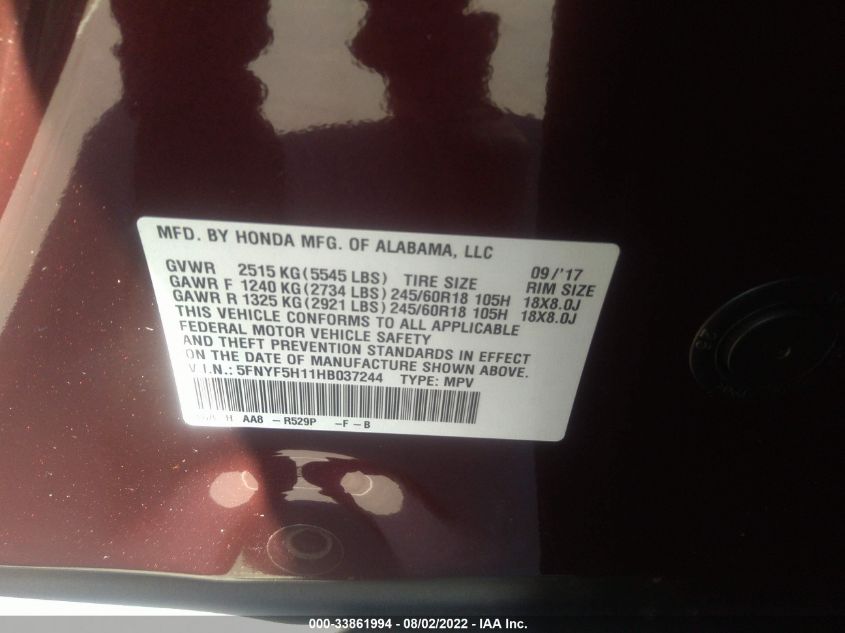 MFD. BY HONDA MFG. OF ALABAMA, LLC
GVWR 2515 KG (5545 LBS) TIRE SIZE 09/'17 RIM SIZE
GAWR F 1240 KG (2734 LBS) 245/60R18 105H 18X8.0J
GAWR R 1325 KG (2921 LBS) 245/60R18 105H 18X8.0J
THIS VEHICLE CONFORMS TO ALL APPLICABLE
FEDERAL MOTOR VEHICLE SAFETY
AND THEFT PREVENTION STANDARDS IN EFFECT
ON THE DATE OF MANUFACTURE SHOWN ABOVE.
V.I.N.: 5FNYF5H11HB037244 TYPE: MPV
H AA8 - R529P - F - B
000-33861994 - 08/02/2022 - IAA Inc.